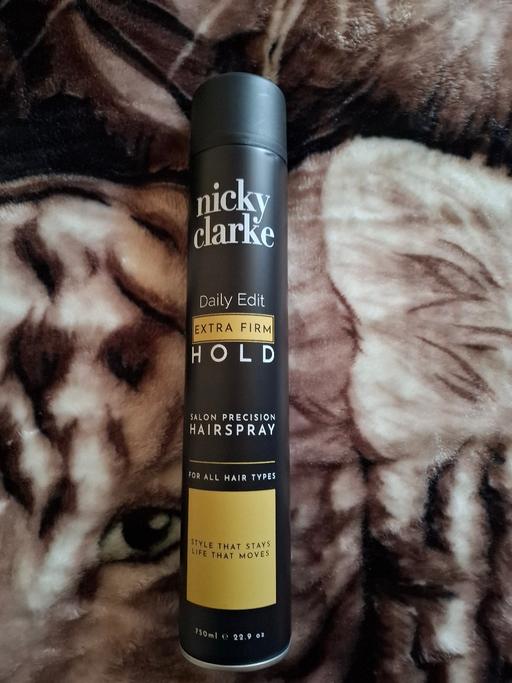 nicky
clarke
Daily Edit
EXTRA FIRM
HOLD
SALON PRECISION
HAIRSPRAY
FOR ALL HAIR TYPES
STYLE THAT STAYS
LIFE THAT MOVES
750ml ℮ 22.9 oz